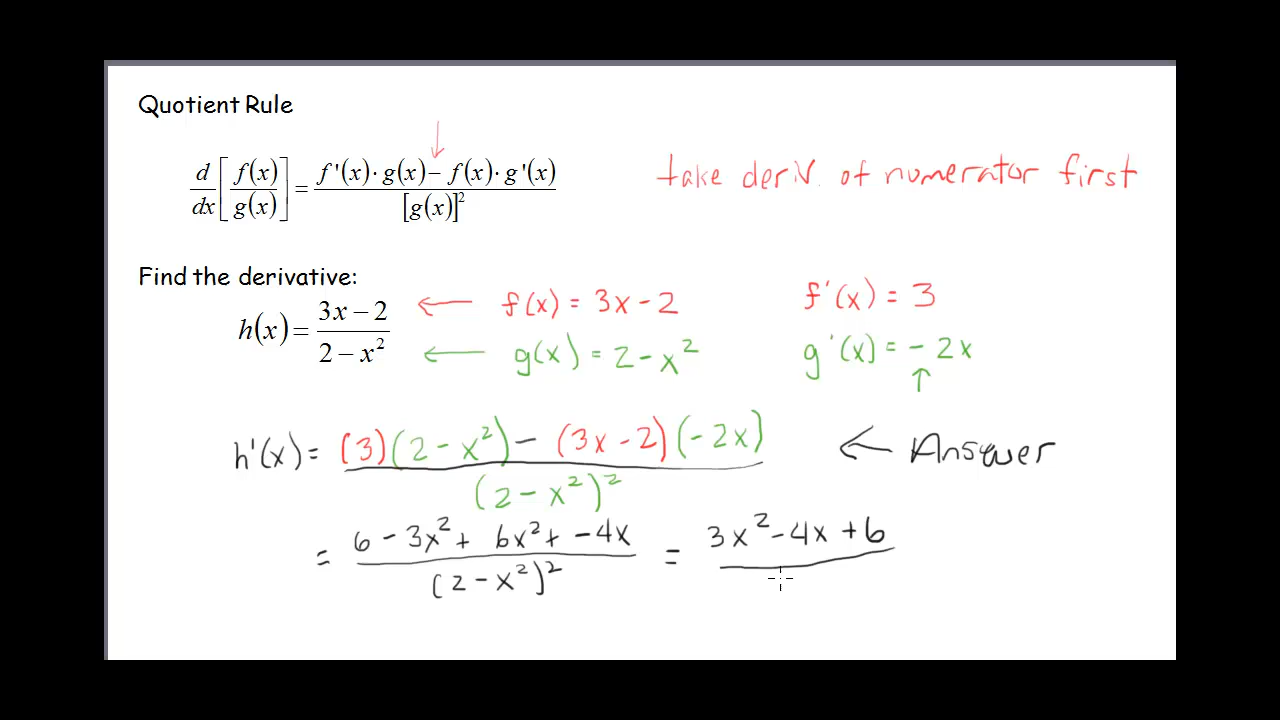 Quotient Rule
d/dx [f(x)/g(x)] = (f'(x)·g(x) − f(x)·g'(x))/[g(x)]²
take deriv. of numerator first
Find the derivative:
h(x) = (3x − 2)/(2 − x²)
← f(x) = 3x - 2
f'(x) = 3
← g(x) = 2 - x²
g'(x) = - 2x
h'(x) = ((3)(2 - x²) - (3x - 2)(-2x))/(2 - x²)² ← Answer
= (6 - 3x² + 6x² + -4x)/(2 - x²)² = 3x² - 4x + 6